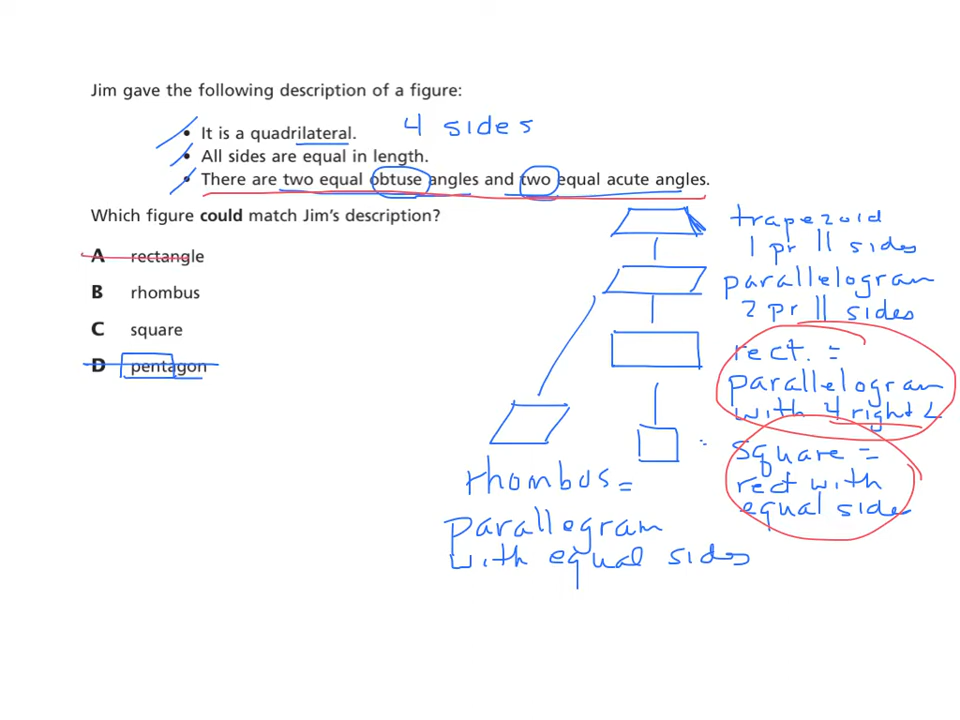 Jim gave the following description of a figure:
• It is a quadrilateral. 4 sides
• All sides are equal in length.
• There are two equal obtuse angles and two equal acute angles.
Which figure could match Jim's description?
A rectangle
B rhombus
C square
D pentagon
trapezoid
1 pr || sides
parallelogram
2 pr || sides
rect. =
parallelogram
with 4 right <
square =
rect with
equal sides
rhombus =
parallegram
with equal sides